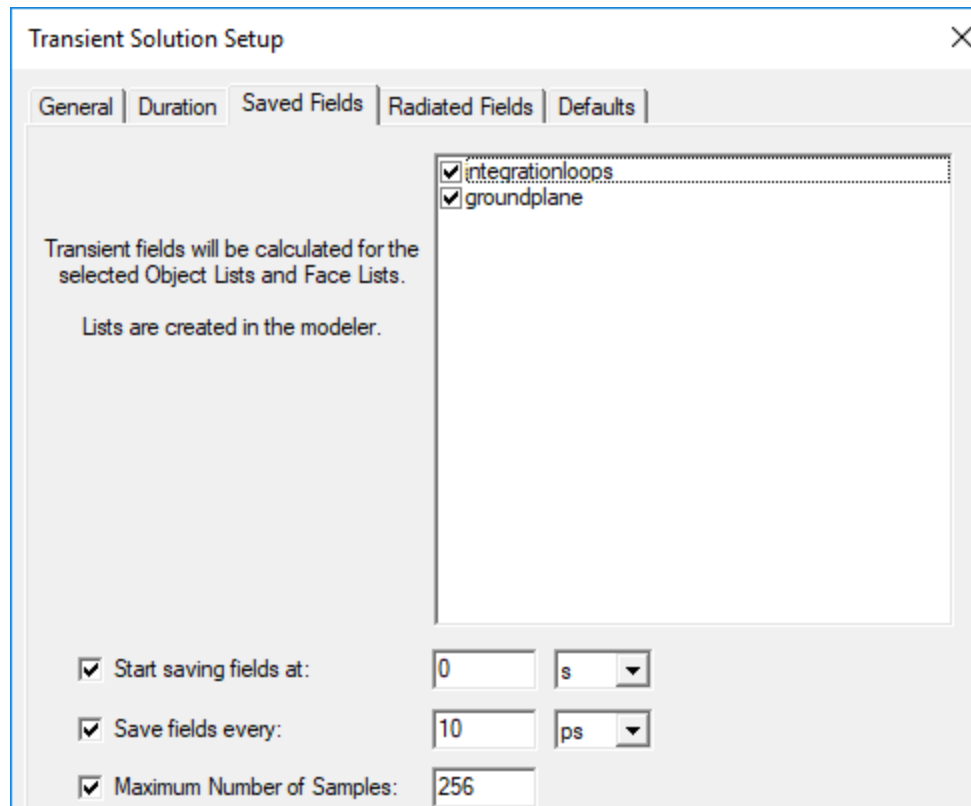 Transient Solution Setup
General Duration Saved Fields Radiated Fields Defaults
integrationloops
groundplane
Transient fields will be calculated for the
selected Object Lists and Face Lists.
Lists are created in the modeler.
Start saving fields at: 0 s
Save fields every: 10 ps
Maximum Number of Samples: 256